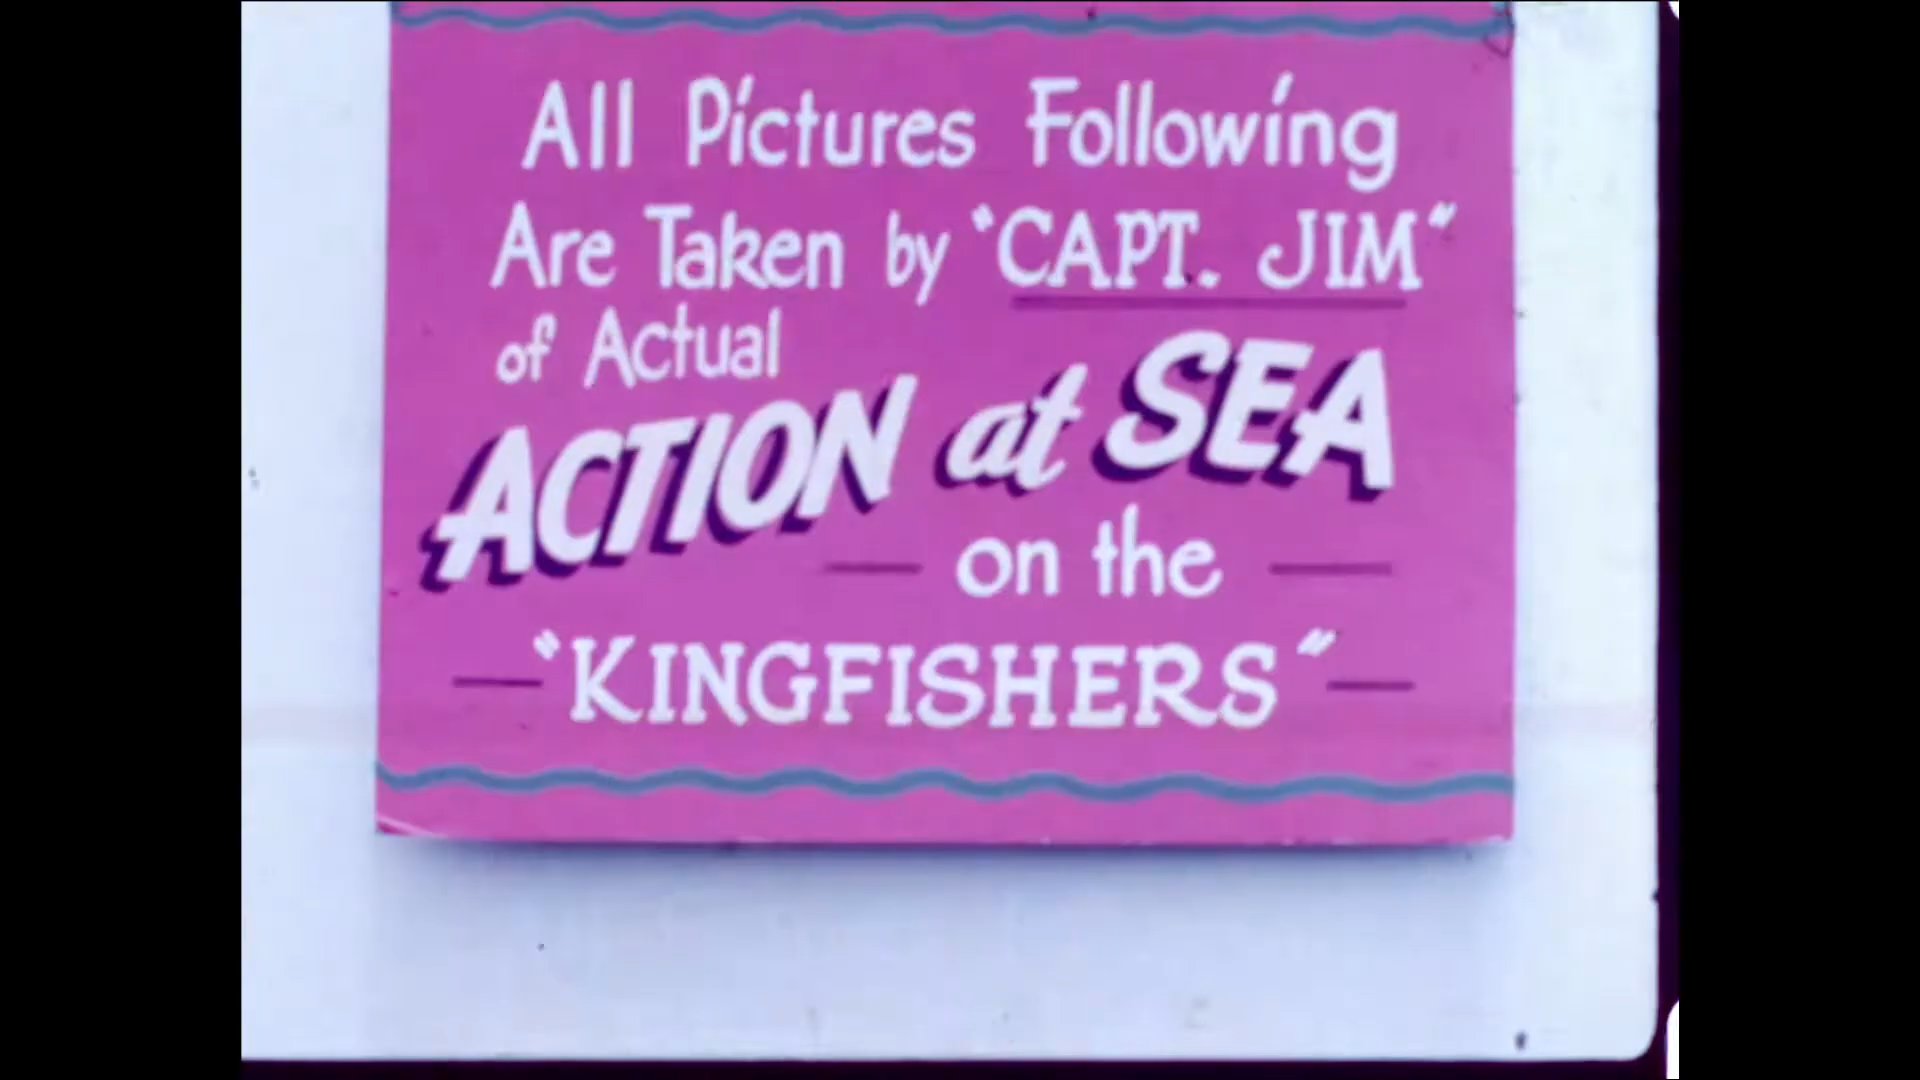 All Pictures Following
Are Taken by "CAPT. JIM"
of Actual
ACTION at SEA
— on the —
— "KINGFISHERS" —